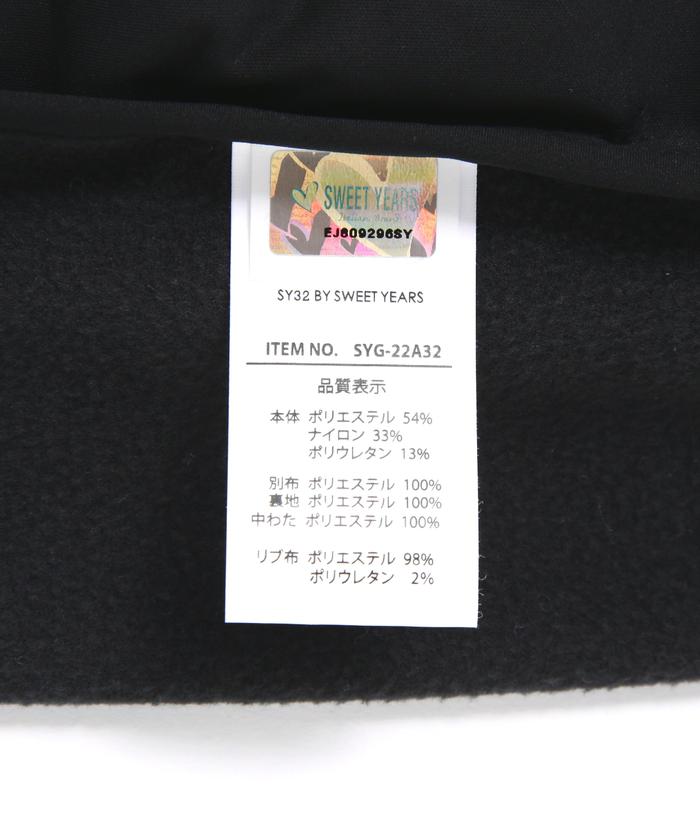 SWEET YEARS
Italian Brand
EJ609296SY
SY32 BY SWEET YEARS
ITEM NO. SYG-22A32
品質表示
本体 ポリエステル 54%
ナイロン 33%
ポリウレタン 13%
別布 ポリエステル 100%
裏地 ポリエステル 100%
中わた ポリエステル 100%
リブ布 ポリエステル 98%
ポリウレタン 2%